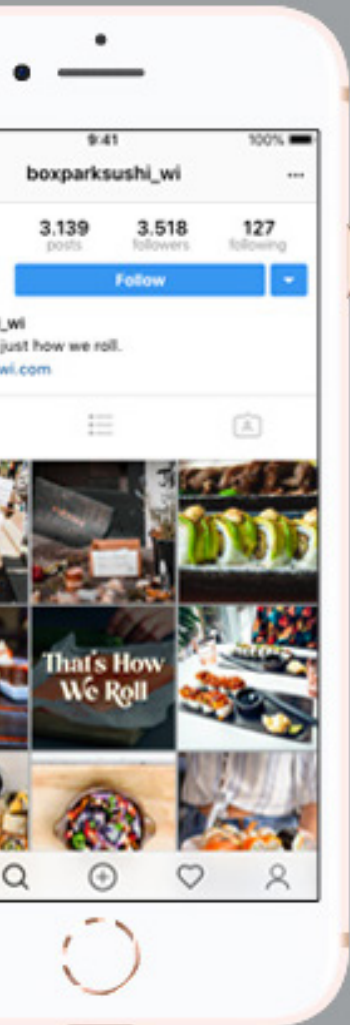 9:41 100%
boxparksushi_wi
3.139 3.518 127
posts followers following
Follow
_wi
just how we roll.
wi.com
That's How
We Roll